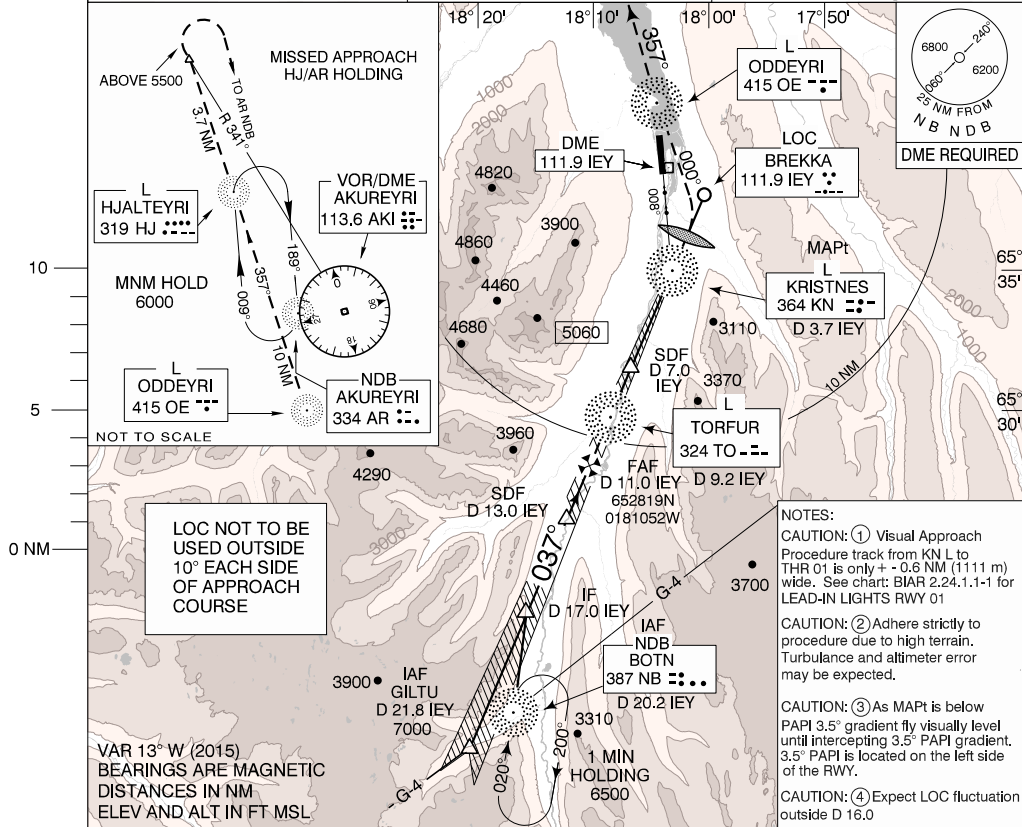 18°20'
18°10'
18°00'
17°50'
MISSED APPROACH
HJ/AR HOLDING
ABOVE 5500
TO AR NDB
R 341°
3.7 NM
L
HJALTEYRI
319 HJ
VOR/DME
AKUREYRI
113.6 AKI
MNM HOLD
6000
009°
357°
189°
10 NM
L
ODDEYRI
415 OE
NDB
AKUREYRI
334 AR
NOT TO SCALE
0
09
18
27
357°
L
ODDEYRI
415 OE
DME
111.9 IEY
LOC
BREKKA
111.9 IEY
000°
008°
6800
240°
060°
6200
25 NM FROM
NB NDB
DME REQUIRED
1000
2000
4820
3900
4860
4460
4680
5060
MAPt
L
KRISTNES
364 KN
D 3.7 IEY
3110
65°
35'
2000
1000
10 NM
SDF
D 7.0
IEY
3370
L
TORFUR
324 TO
D 9.2 IEY
65°
30'
10
5
0 NM
3960
4290
FAF
D 11.0 IEY
652819N
0181052W
SDF
D 13.0 IEY
3000
037°
LOC NOT TO BE
USED OUTSIDE
10° EACH SIDE
OF APPROACH
COURSE
IF
D 17.0 IEY
G-4
3700
IAF
NDB
BOTN
387 NB
D 20.2 IEY
3900
IAF
GILTU
D 21.8 IEY
7000
G-4
3310
020°
200°
1 MIN
HOLDING
6500
VAR 13° W (2015)
BEARINGS ARE MAGNETIC
DISTANCES IN NM
ELEV AND ALT IN FT MSL
NOTES:
CAUTION: ① Visual Approach
Procedure track from KN L to
THR 01 is only + - 0.6 NM (1111 m)
wide. See chart: BIAR 2.24.1.1-1 for
LEAD-IN LIGHTS RWY 01
CAUTION: ② Adhere strictly to
procedure due to high terrain.
Turbulance and altimeter error
may be expected.
CAUTION: ③ As MAPt is below
PAPI 3.5° gradient fly visually level
until intercepting 3.5° PAPI gradient.
3.5° PAPI is located on the left side
of the RWY.
CAUTION: ④ Expect LOC fluctuation
outside D 16.0